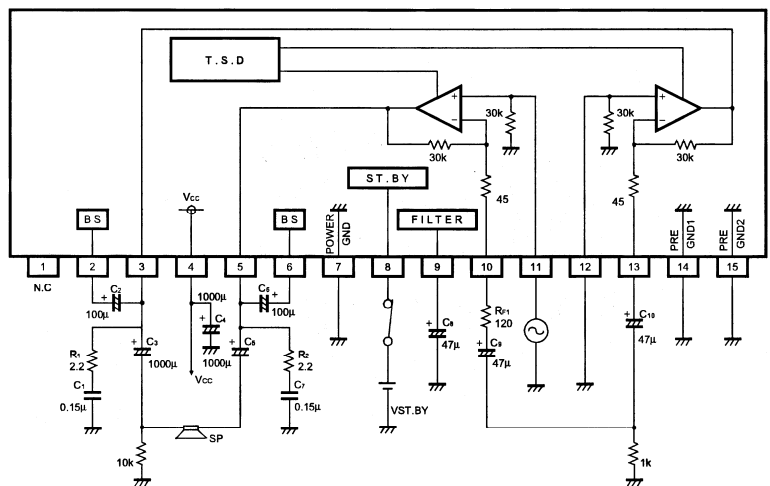 T.S.D
30k
30k
30k
30k
45
45
ST.BY
VCC
BS
BS
FILTER
POWER GND
PRE GND1
PRE GND2
1
2
3
4
5
6
7
8
9
10
11
12
13
14
15
N.C
+ C2
100μ
1000μ
+ C4
C6 +
100μ
R1
2.2
+ C3
1000μ
1000μ
+ C5
R2
2.2
+ C8
47μ
RF1
120
+ C9
47μ
+ C10
47μ
VCC
C1
0.15μ
C7
0.15μ
VST.BY
SP
10k
1k